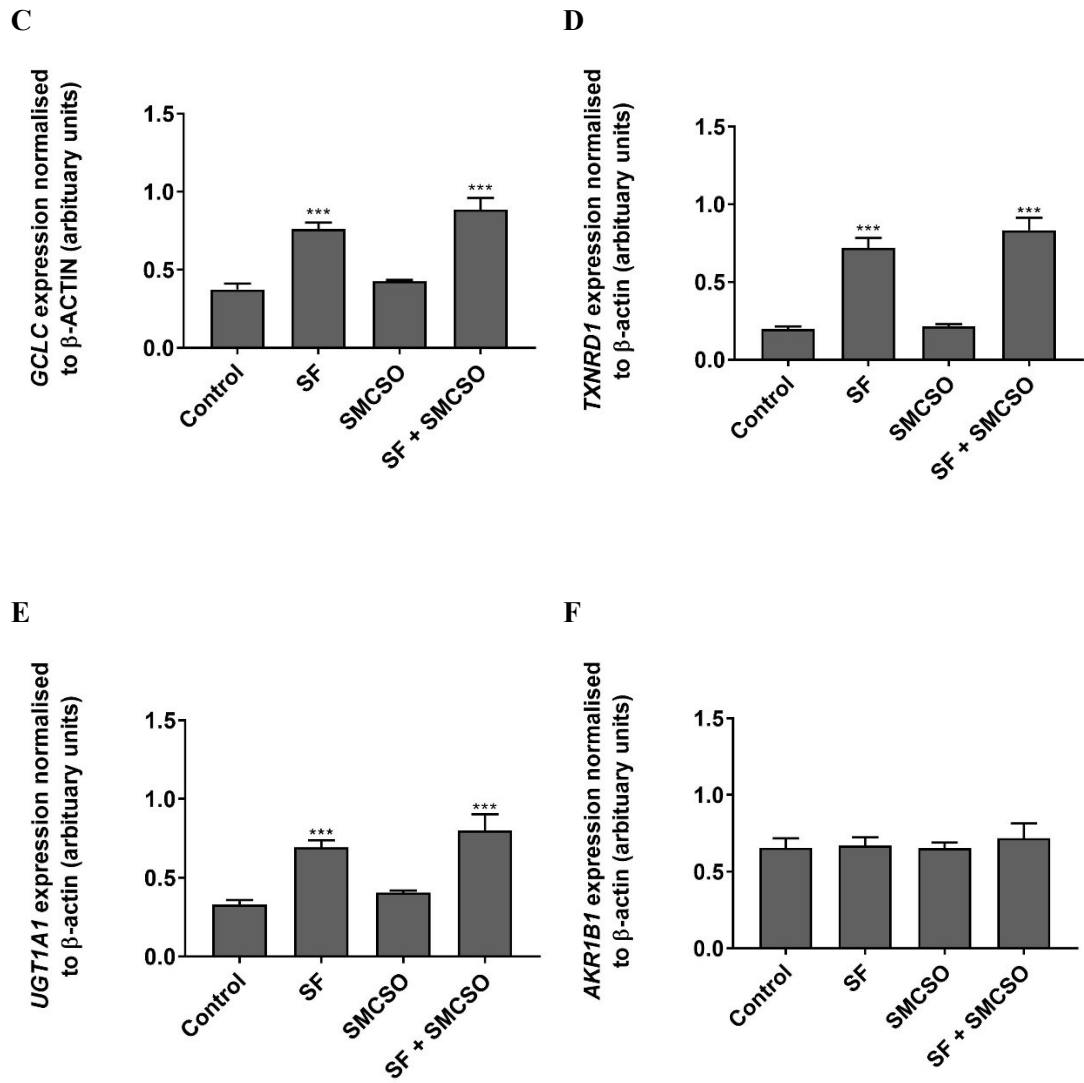 C
GCLC expression normalised
to β-ACTIN (arbituary units)
1.5
1.0
0.5
0.0
***
***
Control
SF
SMCSO
SF + SMCSO
D
TXNRD1 expression normalised
to β-actin (arbituary units)
1.5
1.0
0.5
0.0
***
***
Control
SF
SMCSO
SF + SMCSO
E
UGT1A1 expression normalised
to β-actin (arbituary units)
1.5
1.0
0.5
0.0
***
***
Control
SF
SMCSO
SF + SMCSO
F
AKR1B1 expression normalised
to β-actin (arbituary units)
1.5
1.0
0.5
0.0
Control
SF
SMCSO
SF + SMCSO